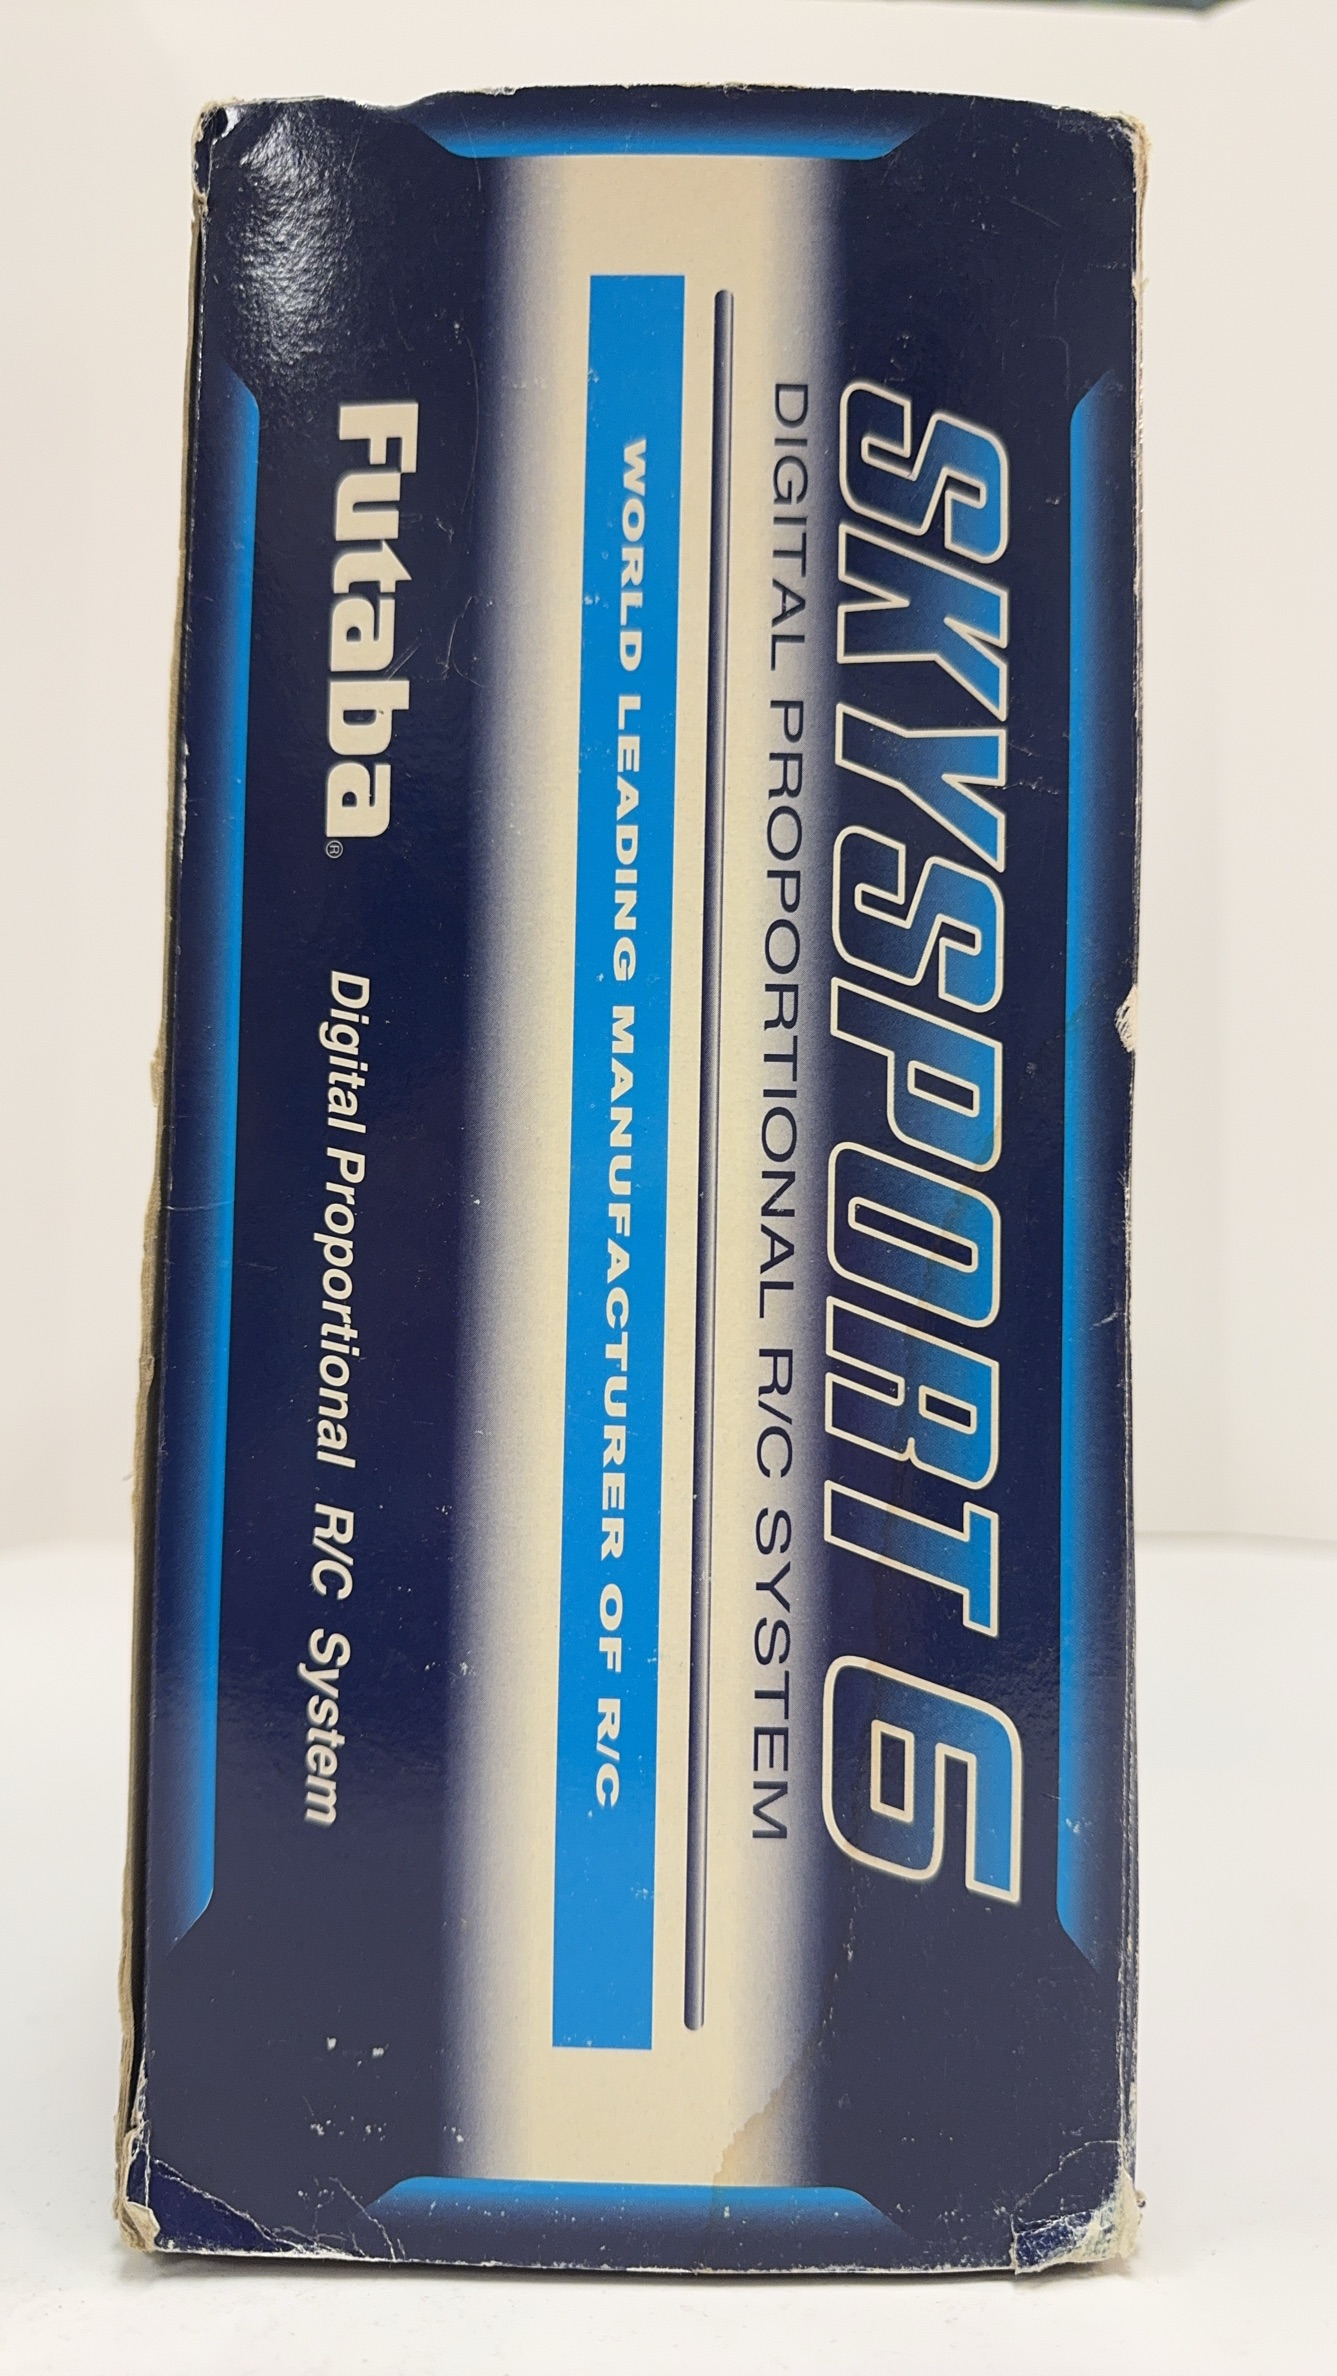 SKYSPORT 6
DIGITAL PROPORTIONAL R/C SYSTEM
WORLD LEADING MANUFACTURER OF R/C
Futaba® Digital Proportional R/C System